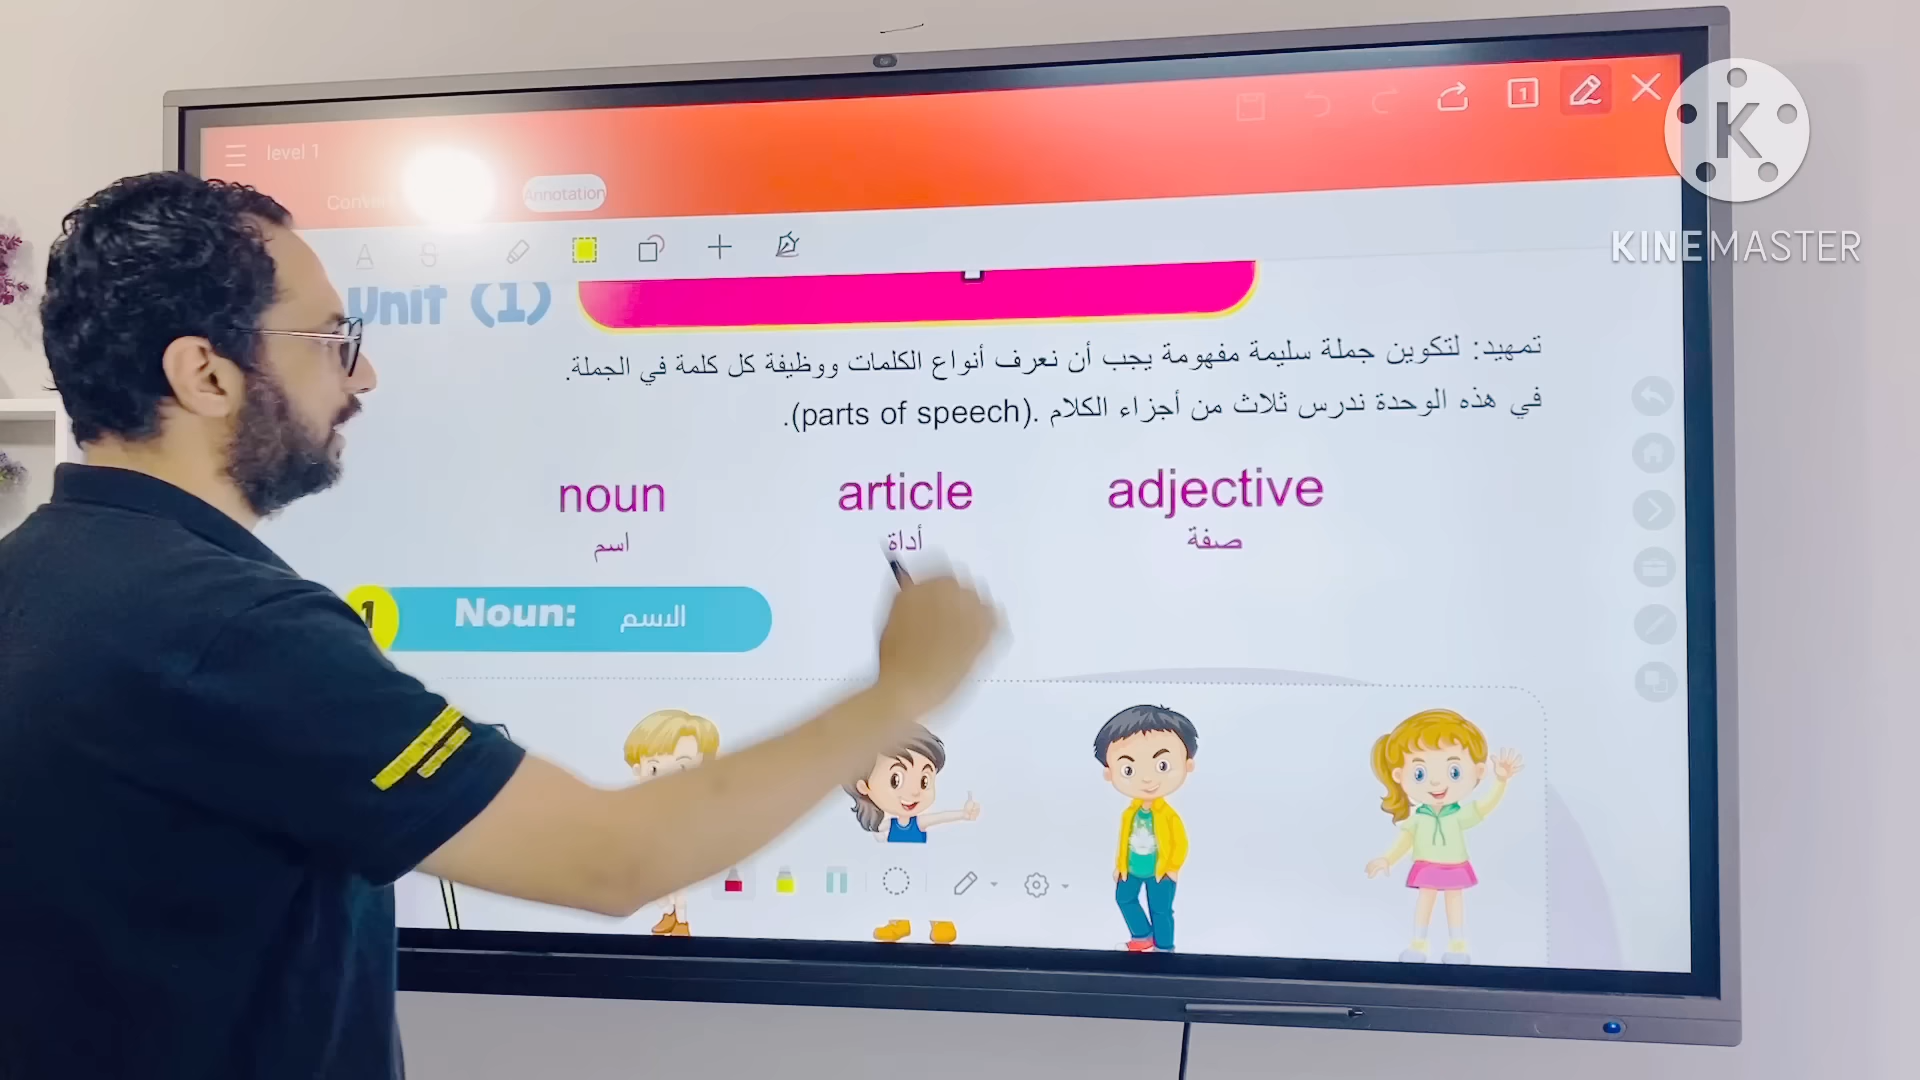 level 1
Annotation
A S
1
K
KINEMASTER
Unit (1)
تمهيد: لتكوين جملة سليمة مفهومة يجب أن نعرف أنواع الكلمات ووظيفة كل كلمة في الجملة.
في هذه الوحدة ندرس ثلاث من أجزاء الكلام .(parts of speech).
noun article adjective
اسم أداة صفة
1 Noun: الاسم